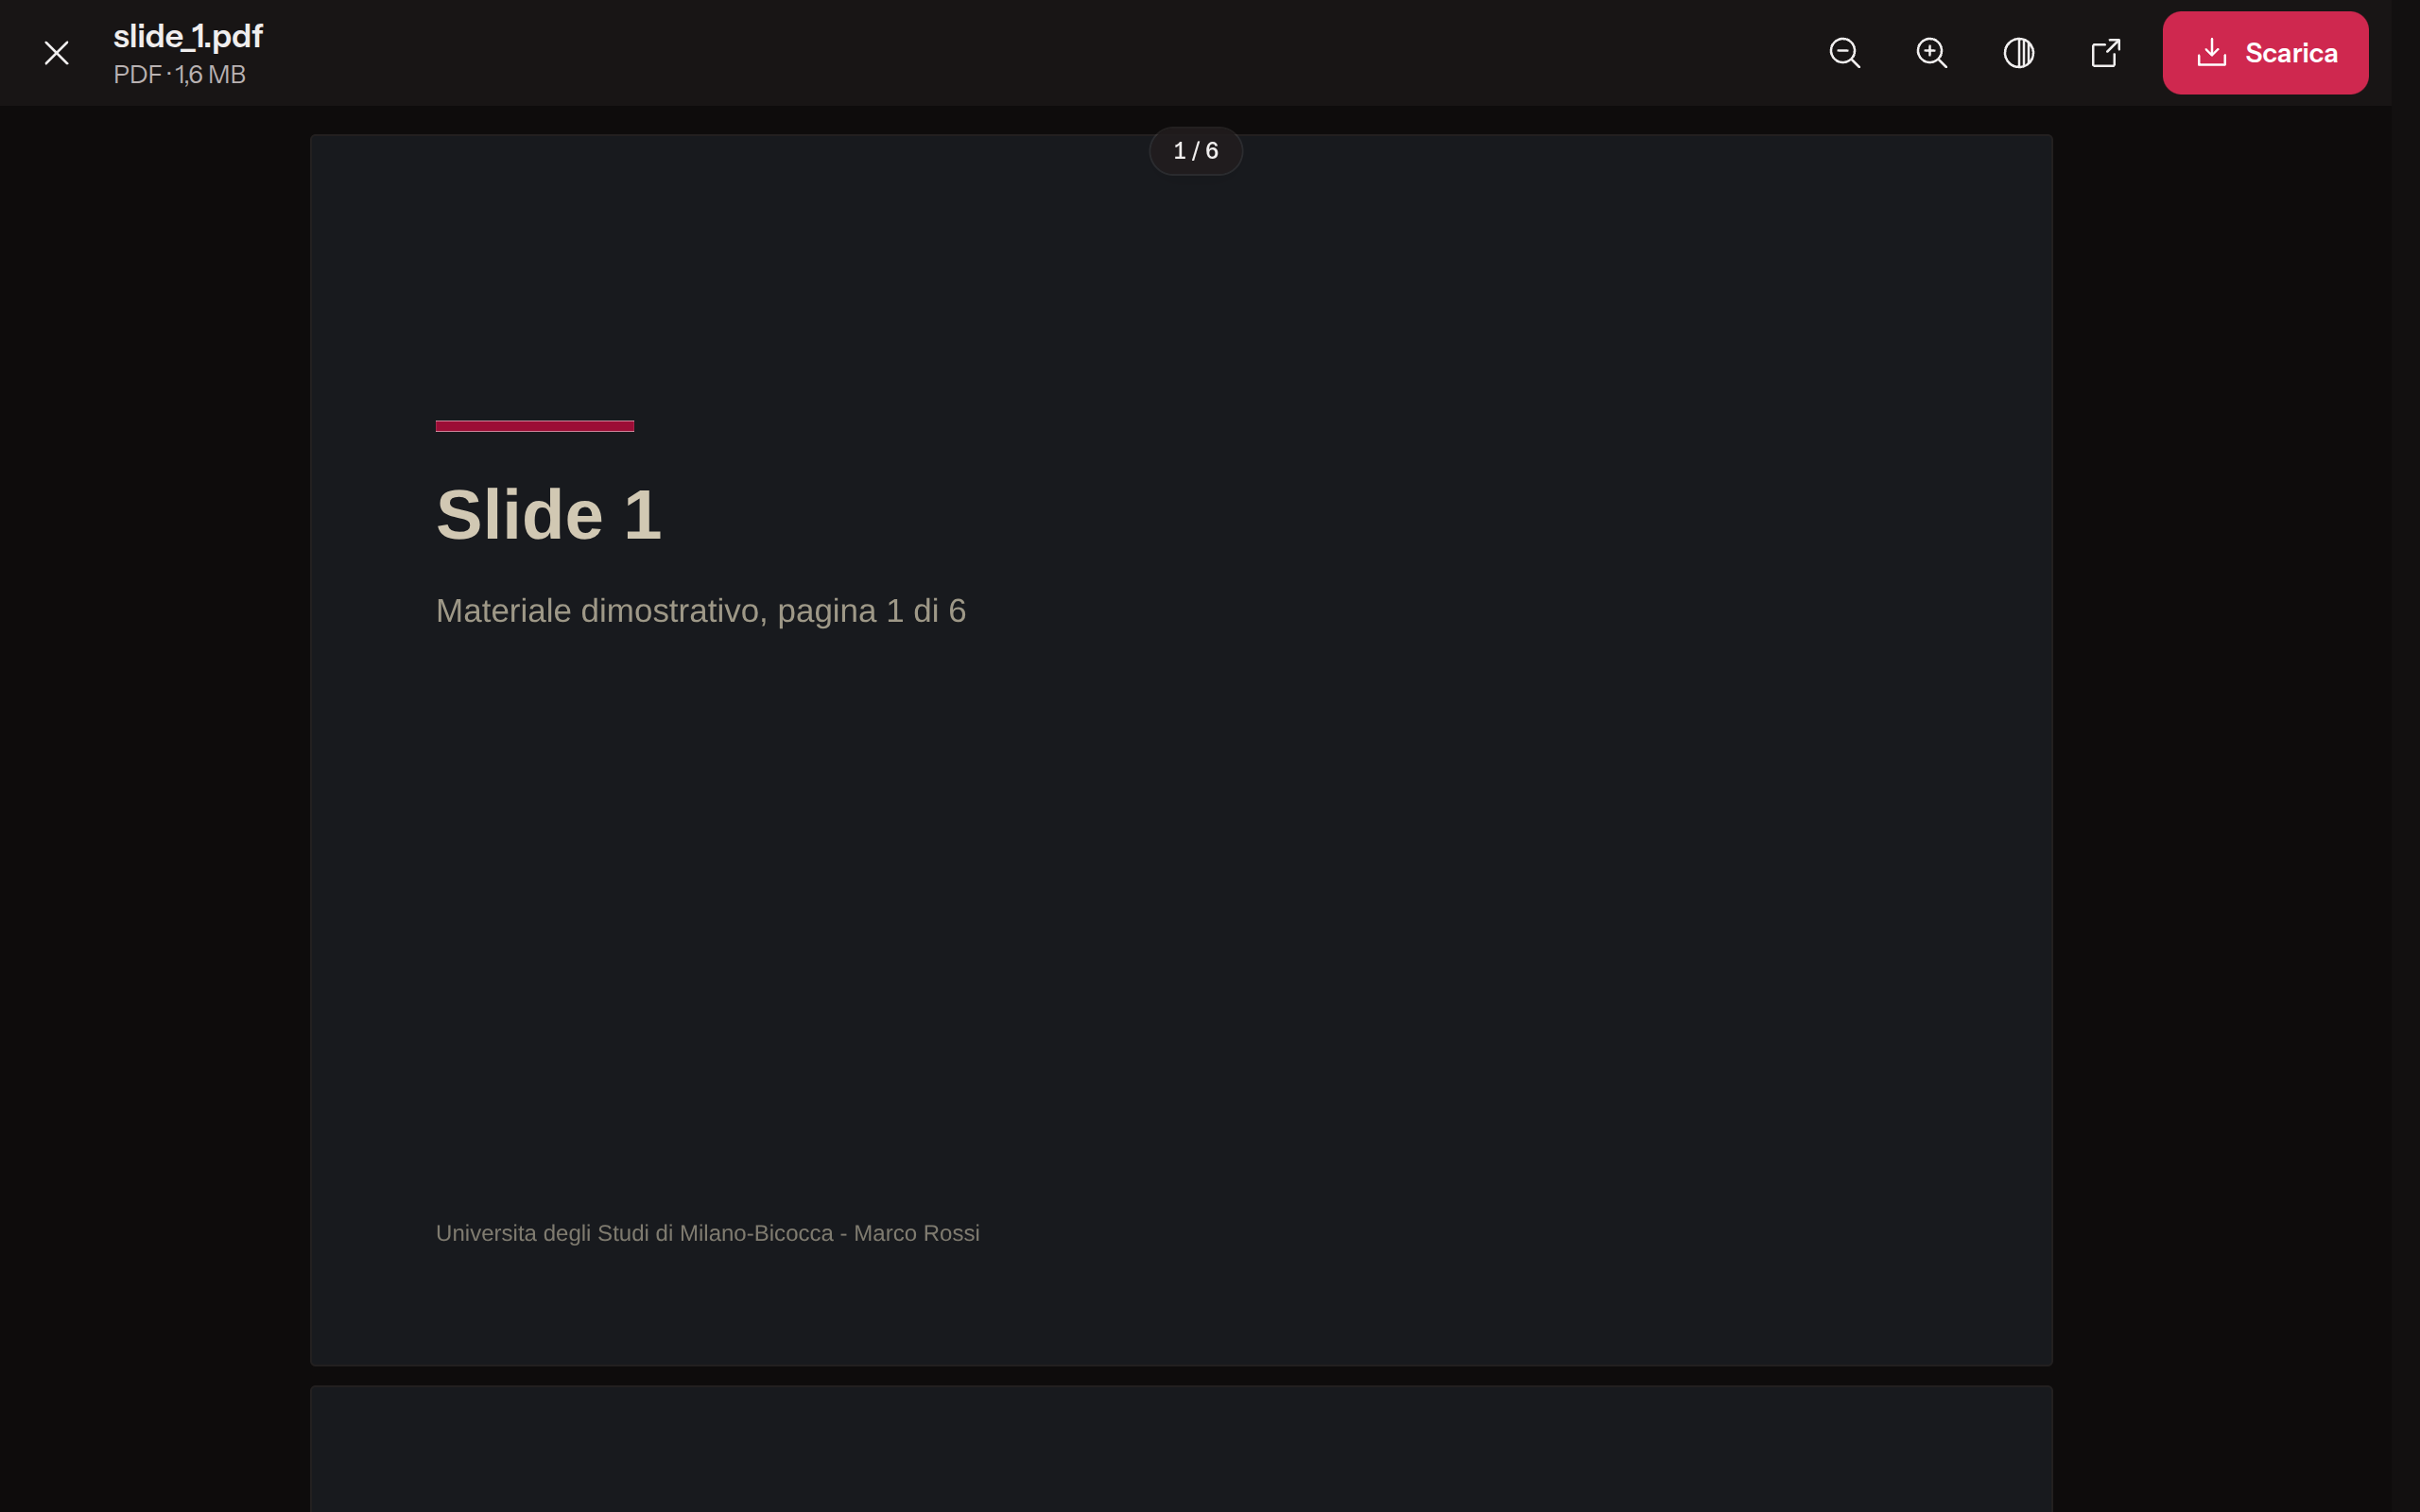 slide_1.pdf
PDF · 1,6 MB
Scarica
1 / 6
Slide 1
Materiale dimostrativo, pagina 1 di 6
Universita degli Studi di Milano-Bicocca - Marco Rossi